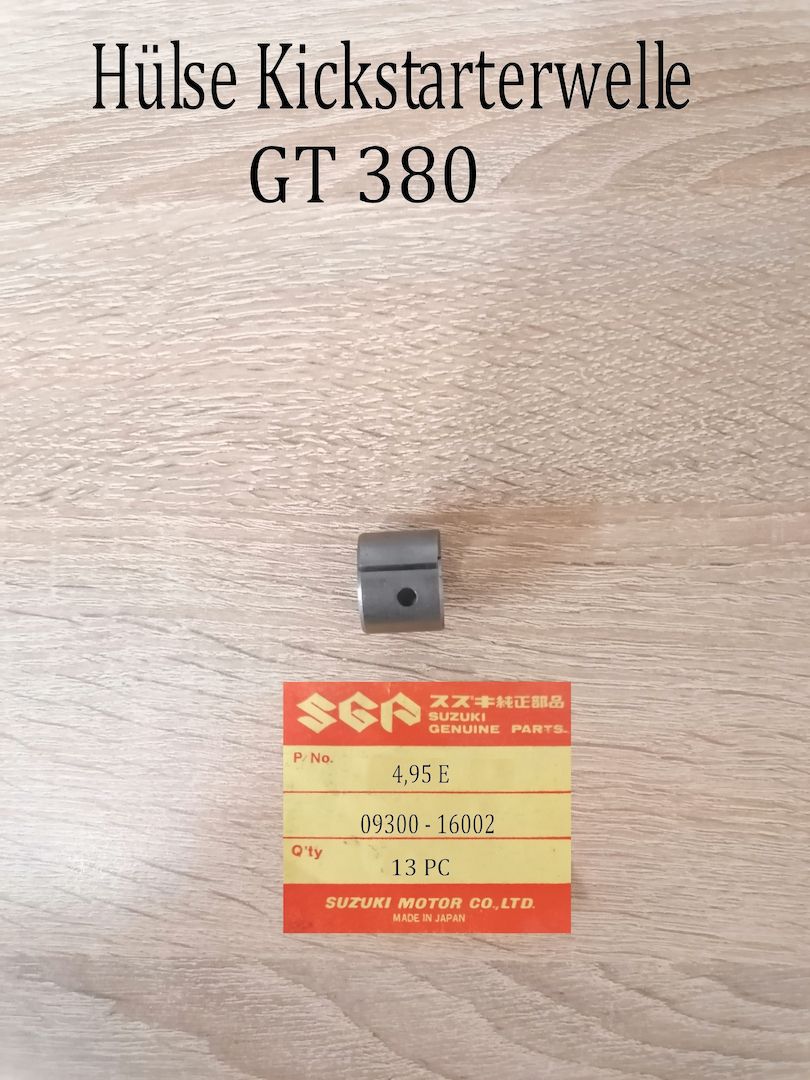 Hülse Kickstarterwelle
GT 380
SGP スズキ純正部品
SUZUKI
GENUINE PARTS.
P/No.
4,95 E
09300 - 16002
Q'ty
13 PC
SUZUKI MOTOR CO.,LTD.
MADE IN JAPAN